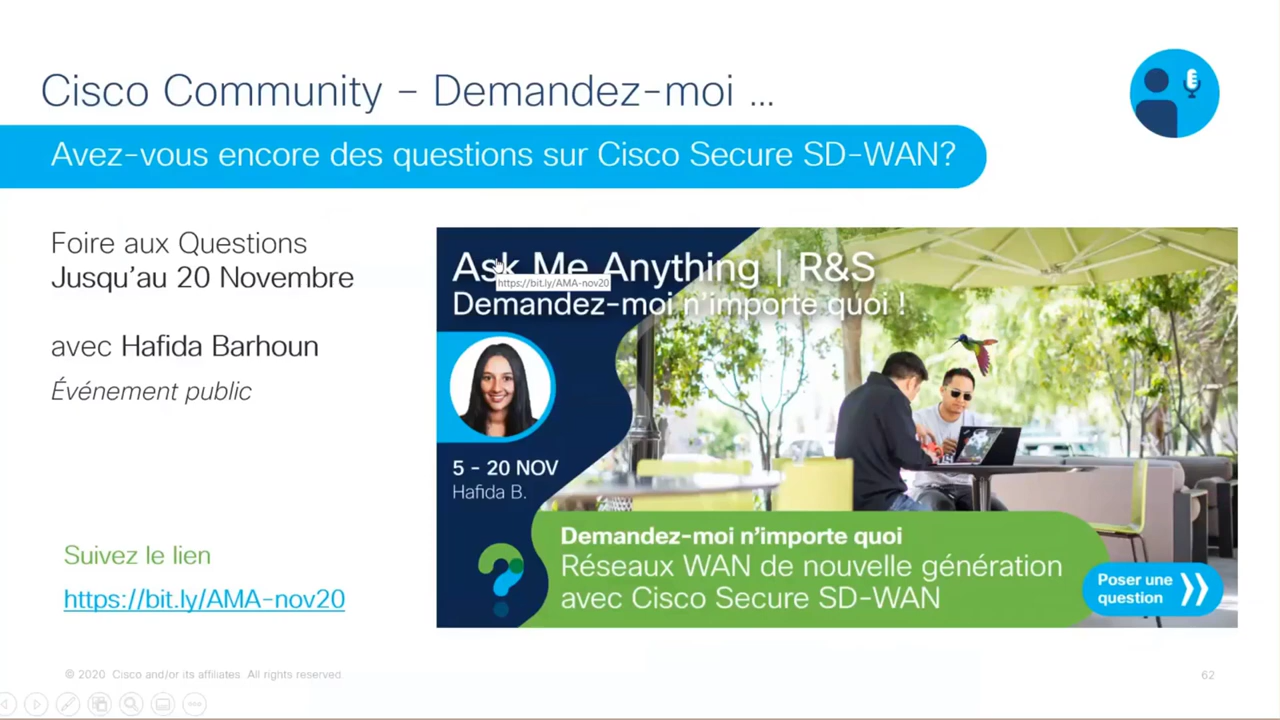 Cisco Community – Demandez-moi ...
Avez-vous encore des questions sur Cisco Secure SD-WAN?
Foire aux Questions
Jusqu'au 20 Novembre
avec Hafida Barhoun
Événement public
Suivez le lien
https://bit.ly/AMA-nov20
Ask Me Anything | R&S
https://bit.ly/AMA-nov20
Demandez-moi n'importe quoi !
5 - 20 NOV
Hafida B.
Demandez-moi n'importe quoi
Réseaux WAN de nouvelle génération
avec Cisco Secure SD-WAN
Poser une
question
© 2020 Cisco and/or its affiliates. All rights reserved.
62